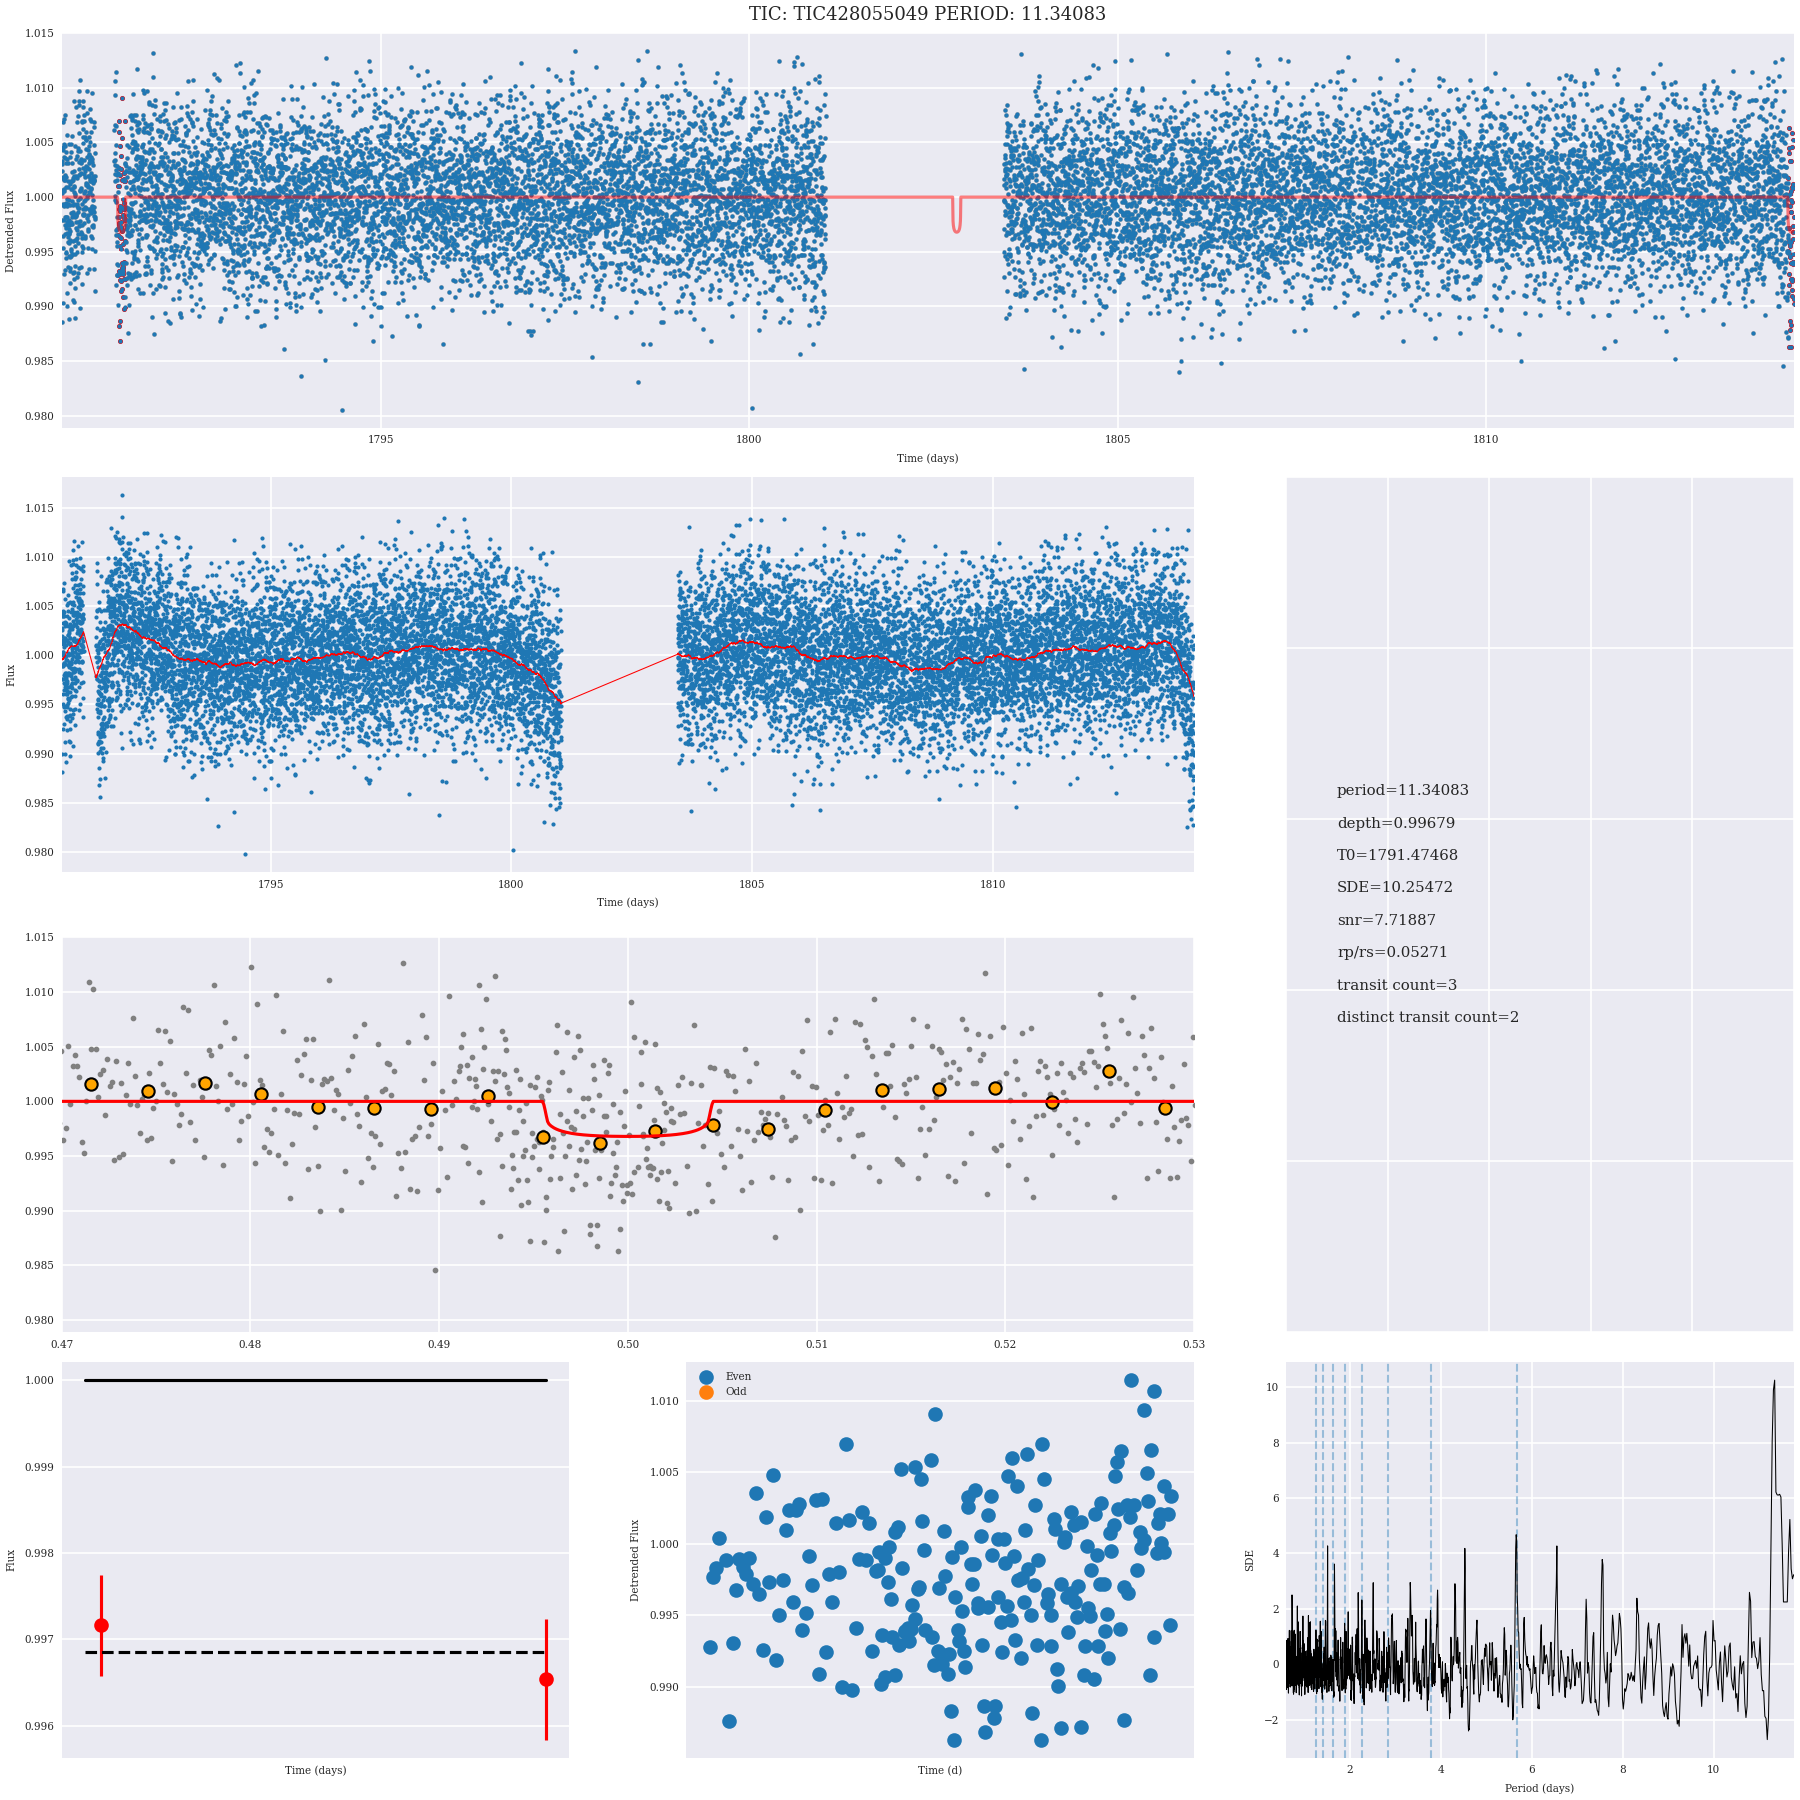 TIC: TIC428055049 PERIOD: 11.34083
1.015
1.010
1.005
1.000
0.995
0.990
0.985
0.980
Detrended Flux
1795
1800
1805
1810
Time (days)
1.015
1.010
1.005
1.000
0.995
0.990
0.985
0.980
Flux
1795
1800
1805
1810
Time (days)
period=11.34083
depth=0.99679
T0=1791.47468
SDE=10.25472
snr=7.71887
rp/rs=0.05271
transit count=3
distinct transit count=2
1.015
1.010
1.005
1.000
0.995
0.990
0.985
0.980
0.47
0.48
0.49
0.50
0.51
0.52
0.53
1.000
0.999
0.998
0.997
0.996
Flux
Time (days)
Even
Odd
1.010
1.005
1.000
0.995
0.990
Detrended Flux
Time (d)
10
8
6
4
2
0
−2
SDE
2
4
6
8
10
Period (days)